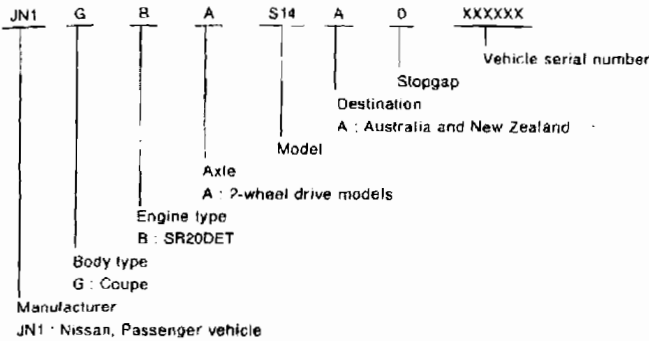 JN1 G B A S14 A 0 XXXXXX
Vehicle serial number
Stopgap
Destination
A : Australia and New Zealand
Model
Axle
A : 2-wheel drive models
Engine type
B : SR20DET
Body type
G : Coupe
Manufacturer
JN1 : Nissan, Passenger vehicle